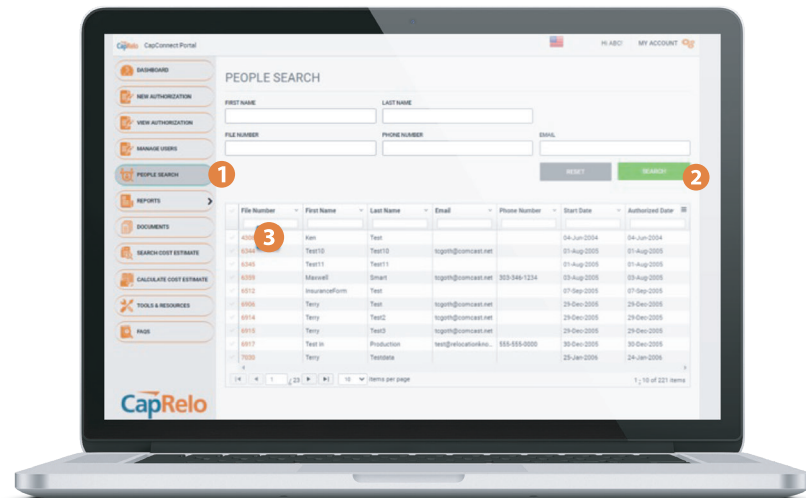 CapRelo CapConnect Portal HI ABC! MY ACCOUNT
DASHBOARD
NEW AUTHORIZATION
VIEW AUTHORIZATION
MANAGE USERS
PEOPLE SEARCH 1
REPORTS
DOCUMENTS
SEARCH COST ESTIMATE
CALCULATE COST ESTIMATE
TOOLS & RESOURCES
FAQS
CapRelo
PEOPLE SEARCH
FIRST NAME LAST NAME
FILE NUMBER PHONE NUMBER EMAIL
RESET SEARCH 2
File Number First Name Last Name Email Phone Number Start Date Authorized Date
3 Ken Test 04-Jun-2004 04-Jun-2004
6344 Test10 Test10 tcgoth@comcast.net 01-Aug-2005 01-Aug-2005
6345 Test11 Test11 01-Aug-2005 01-Aug-2005
6355 Maxwell Smart tcgoth@comcast.net 303-346-1234 03-Aug-2005 03-Aug-2005
6512 InsuranceForm Test 07-Sep-2005 07-Sep-2005
6906 Terry Test tcgoth@comcast.net 29-Dec-2005 29-Dec-2005
6914 Terry Test2 tcgoth@comcast.net 29-Dec-2005 29-Dec-2005
6915 Terry Test3 tcgoth@comcast.net 29-Dec-2005 29-Dec-2005
6917 Test In Production test@relocationkno... 555-555-0000 30-Dec-2005 30-Dec-2005
7030 Terry Testdata 25-Jan-2006 24-Jan-2006
1 / 23 10 items per page 1 - 10 of 221 items